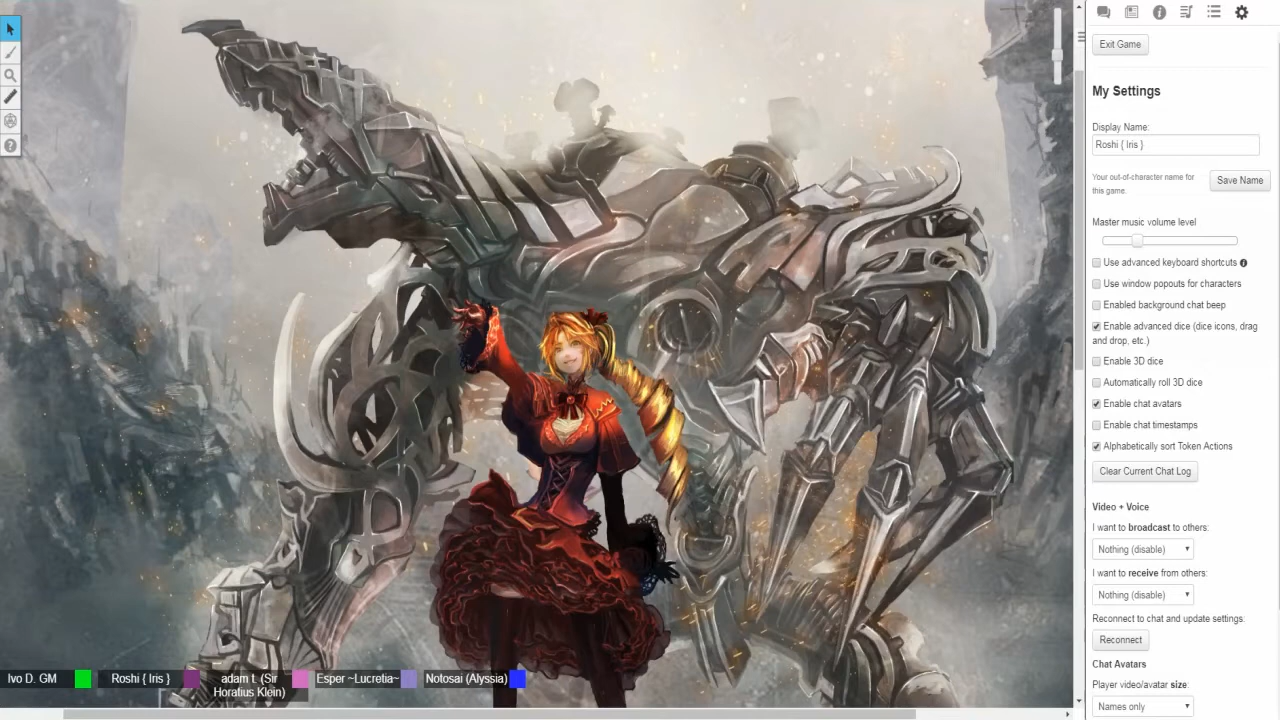 Exit Game
My Settings
Display Name:
Roshi { Iris }
Your out-of-character name for
this game.
Save Name
Master music volume level
Use advanced keyboard shortcuts
Use window popouts for characters
Enabled background chat beep
Enable advanced dice (dice icons, drag
and drop, etc.)
Enable 3D dice
Automatically roll 3D dice
Enable chat avatars
Enable chat timestamps
Alphabetically sort Token Actions
Clear Current Chat Log
Video + Voice
I want to broadcast to others:
Nothing (disable)
I want to receive from others:
Nothing (disable)
Reconnect to chat and update settings:
Reconnect
Chat Avatars
Player video/avatar size:
Names only
Ivo D. GM
Roshi { Iris }
adam t. (Sir
Horatius Klein)
Esper ~Lucretia~
Notosai (Alyssia)